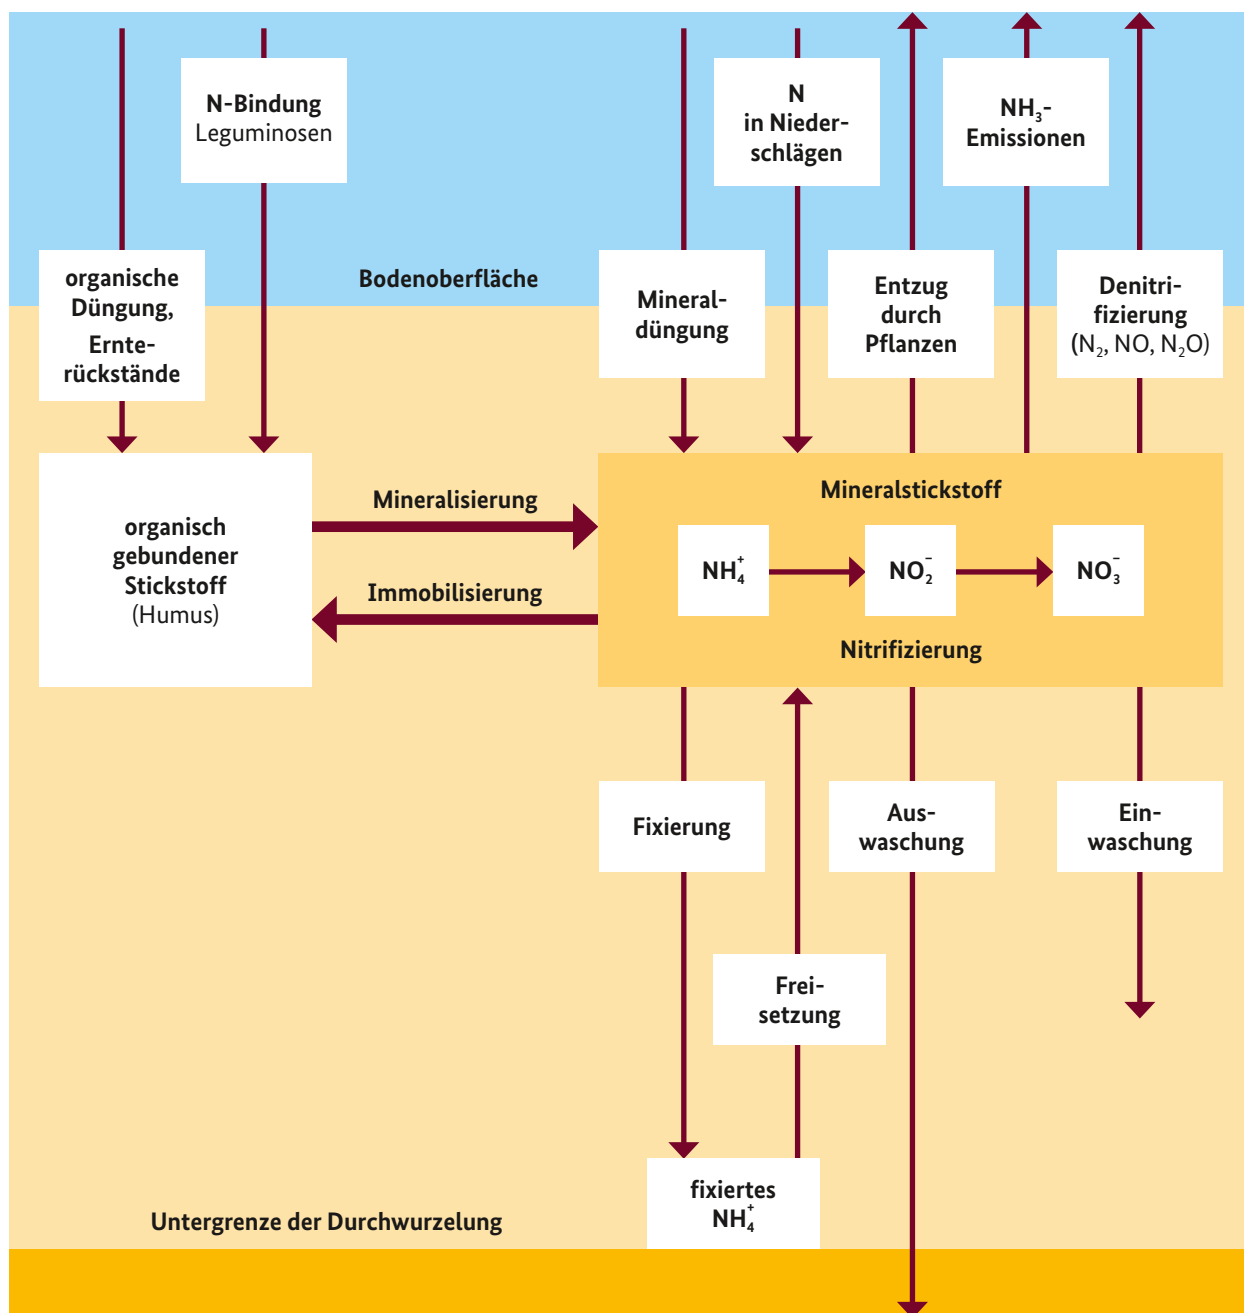 N-Bindung
Leguminosen
N
in Nieder-
schlägen
NH₃-
Emissionen
organische
Düngung,
Ernte-
rückstände
Bodenoberfläche
Mineral-
düngung
Entzug
durch
Pflanzen
Denitri-
fizierung
(N₂, NO, N₂O)
organisch
gebundener
Stickstoff
(Humus)
Mineralisierung
Immobilisierung
Mineralstickstoff
NH₄⁺
NO₂⁻
NO₃⁻
Nitrifizierung
Fixierung
Aus-
waschung
Ein-
waschung
Frei-
setzung
fixiertes
NH₄⁺
Untergrenze der Durchwurzelung